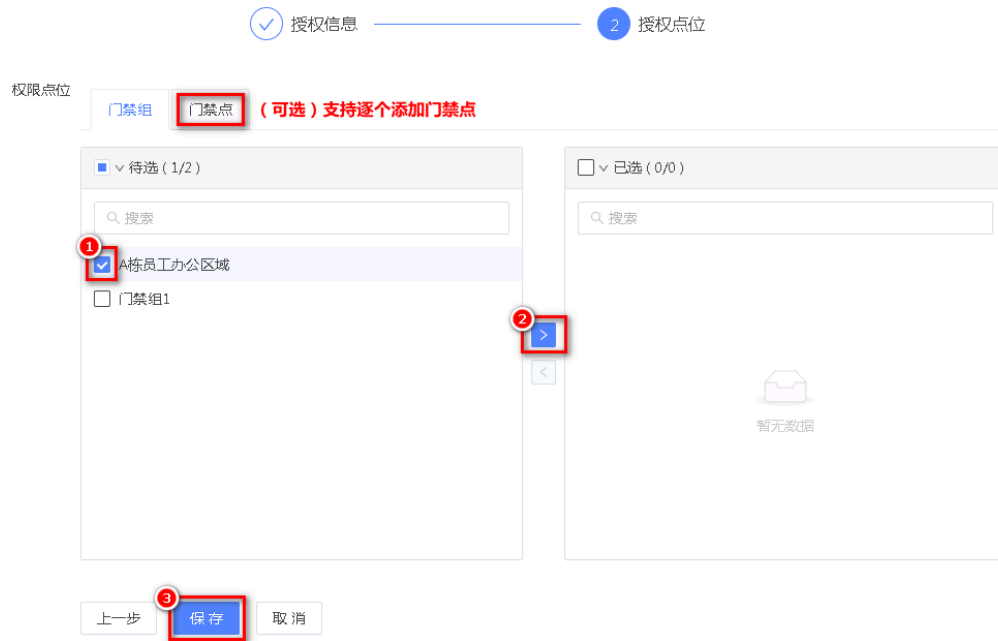 授权信息
2 授权点位
权限点位
门禁组 门禁点 (可选)支持逐个添加门禁点
待选(1/2)
已选(0/0)
搜索
搜索
1
A栋员工办公区域
门禁组1
2
>
<
暂无数据
3
上一步 保存 取消